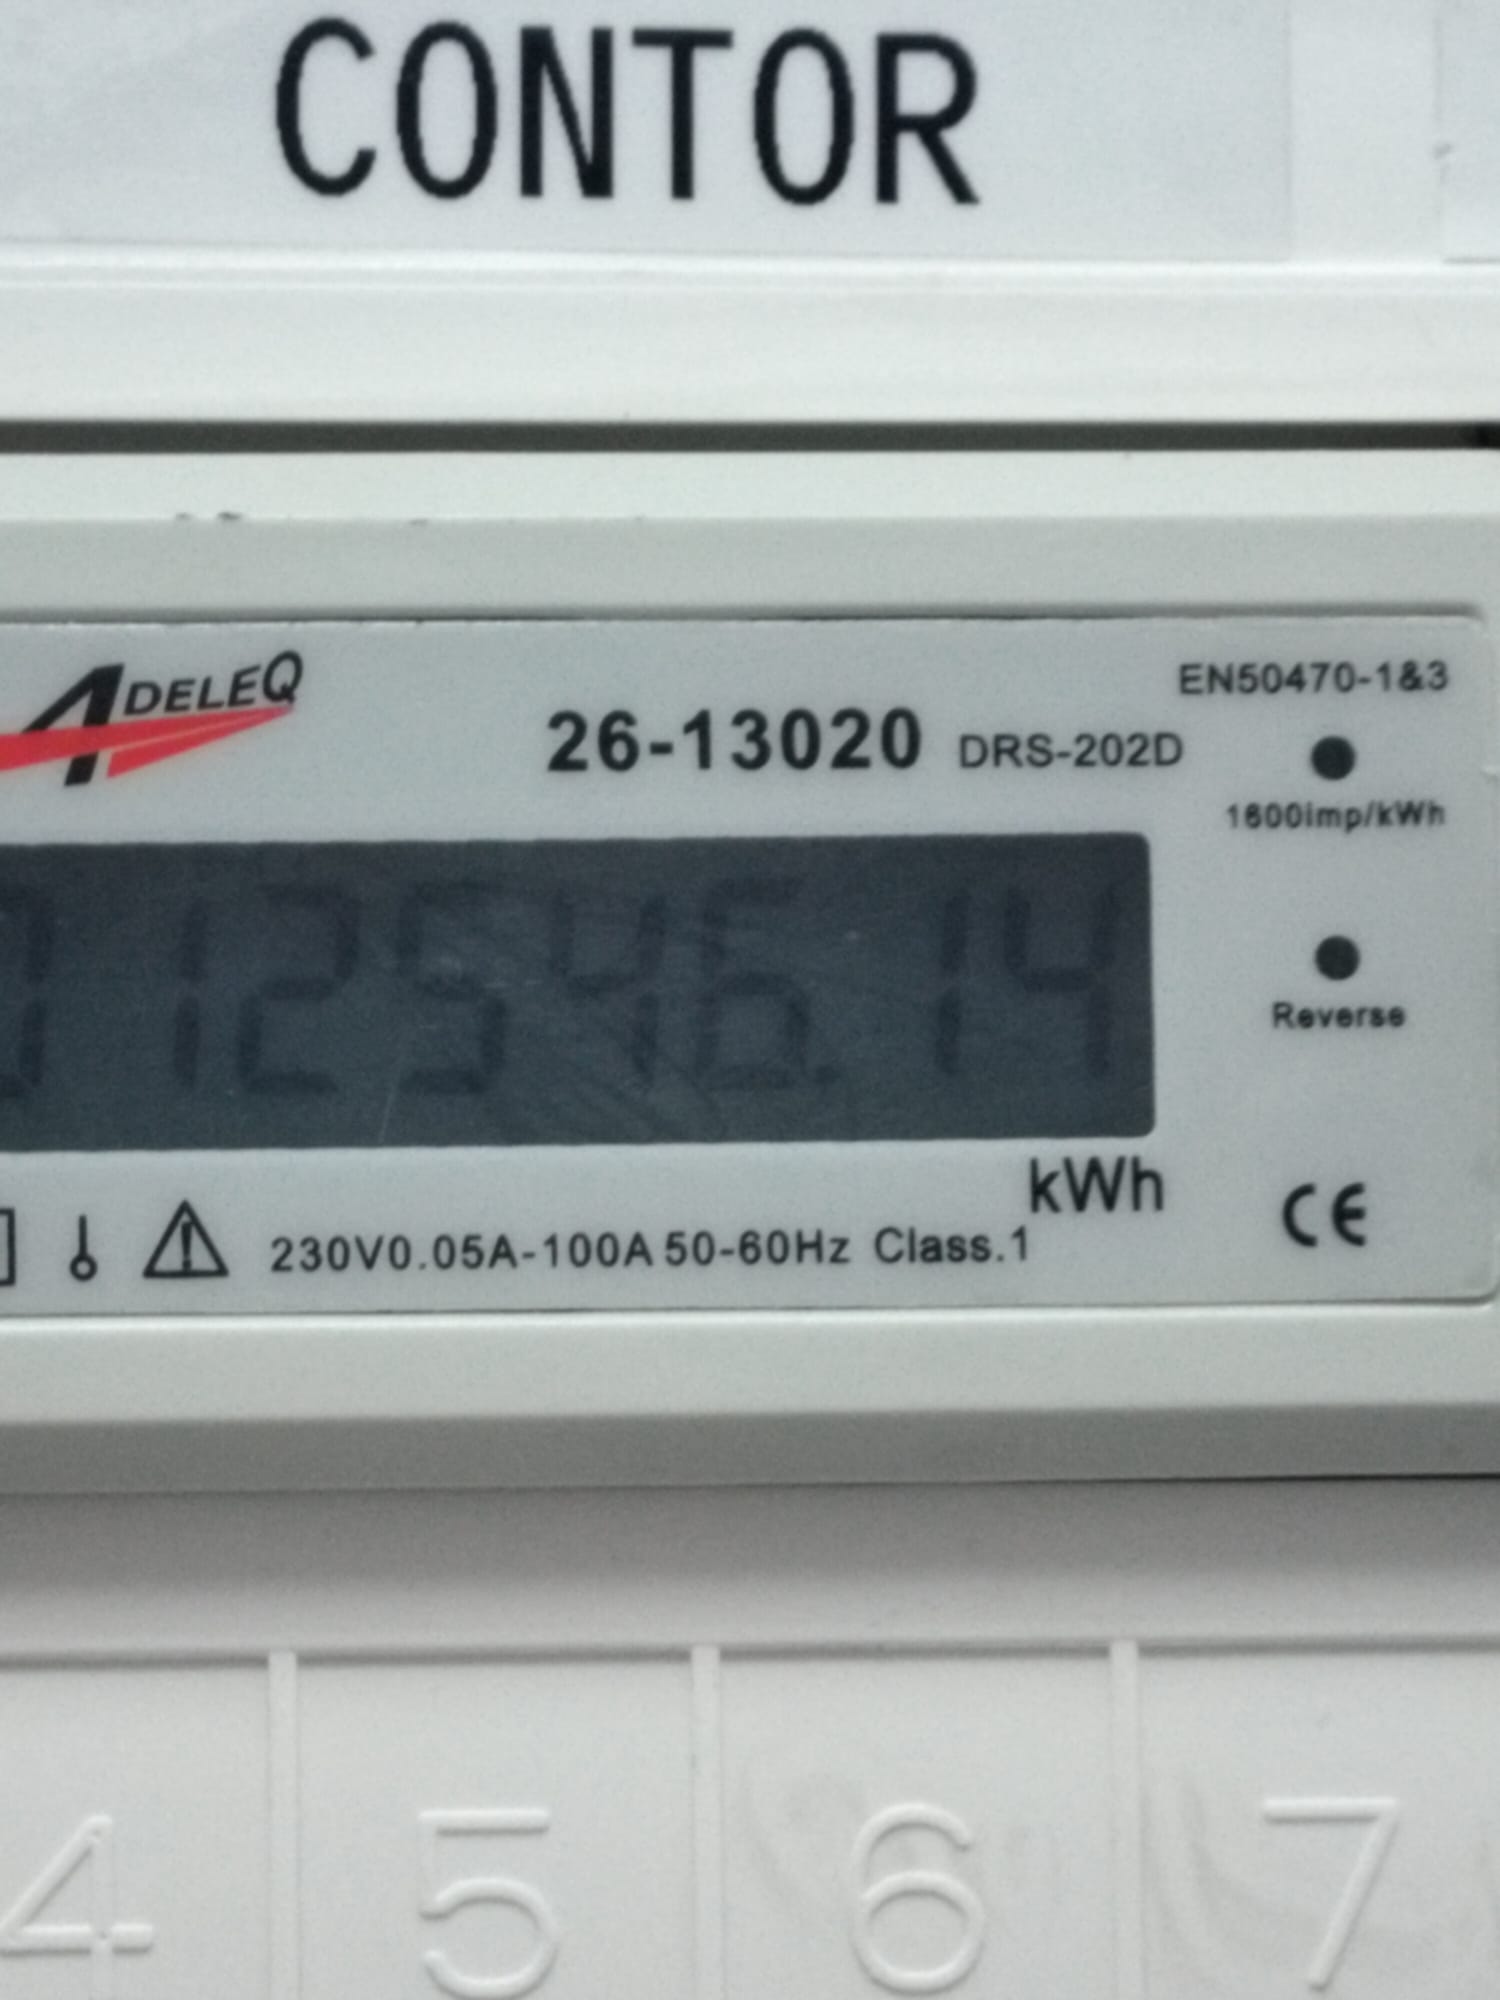 CONTOR
ADELEQ
26-13020 DRS-202D
EN50470-1&3
1600imp/kWh
012546.14
Reverse
kWh
230V0.05A-100A 50-60Hz Class.1
CE
4 5 6 7